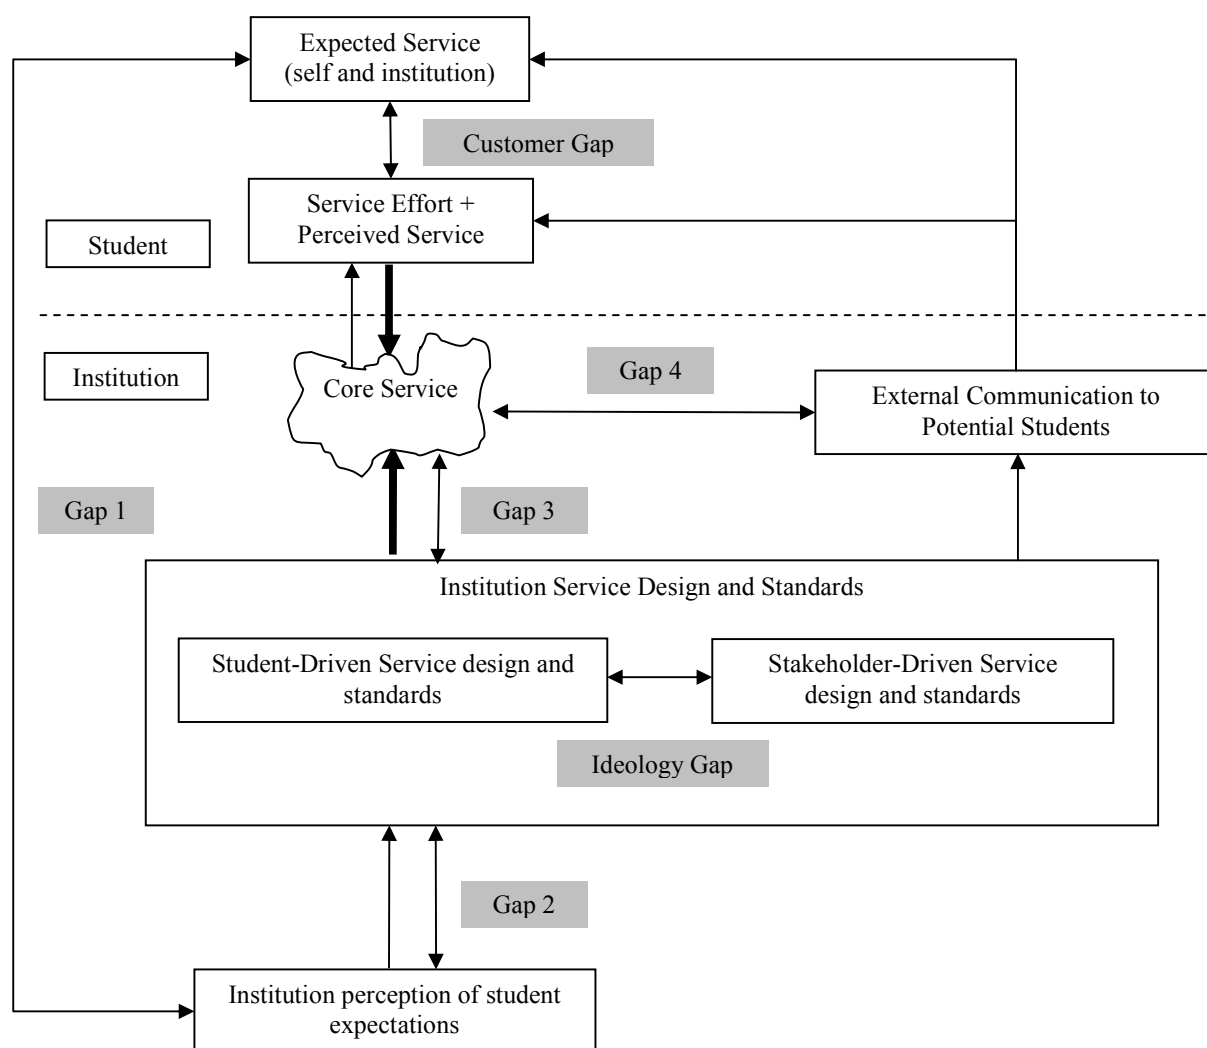 Expected Service
(self and institution)
Customer Gap
Service Effort +
Perceived Service
Student
Institution
Core Service
Gap 4
External Communication to
Potential Students
Gap 1
Gap 3
Institution Service Design and Standards
Student-Driven Service design and
standards
Stakeholder-Driven Service
design and standards
Ideology Gap
Gap 2
Institution perception of student
expectations